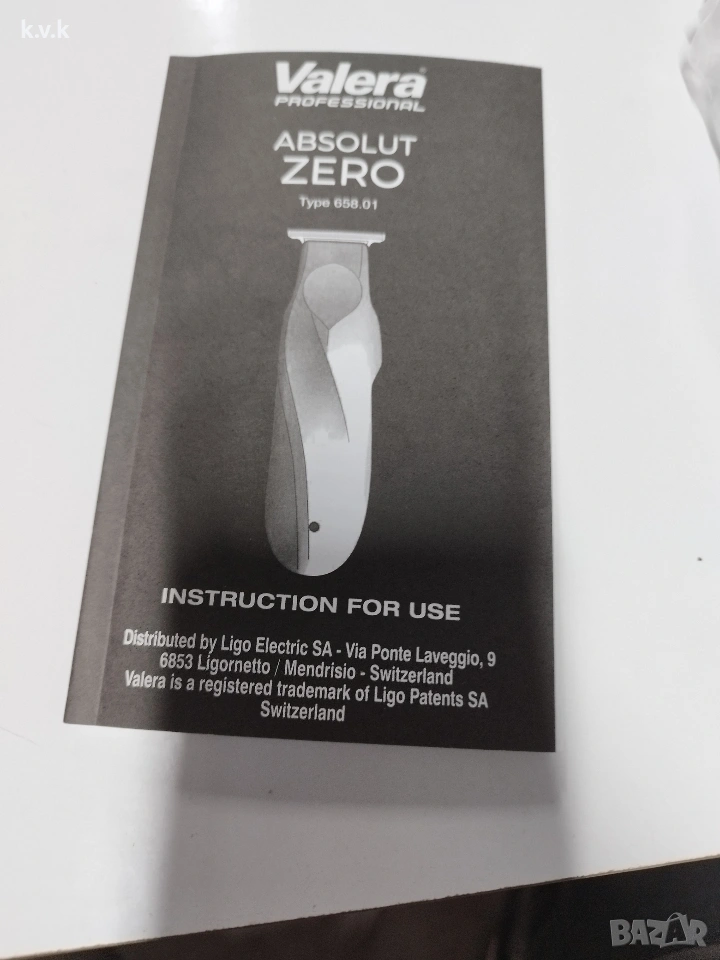 k.v.k
Valera®
PROFESSIONAL
ABSOLUT
ZERO
Type 658.01
INSTRUCTION FOR USE
Distributed by Ligo Electric SA - Via Ponte Laveggio, 9
6853 Ligornetto / Mendrisio - Switzerland
Valera is a registered trademark of Ligo Patents SA
Switzerland
BAZAR